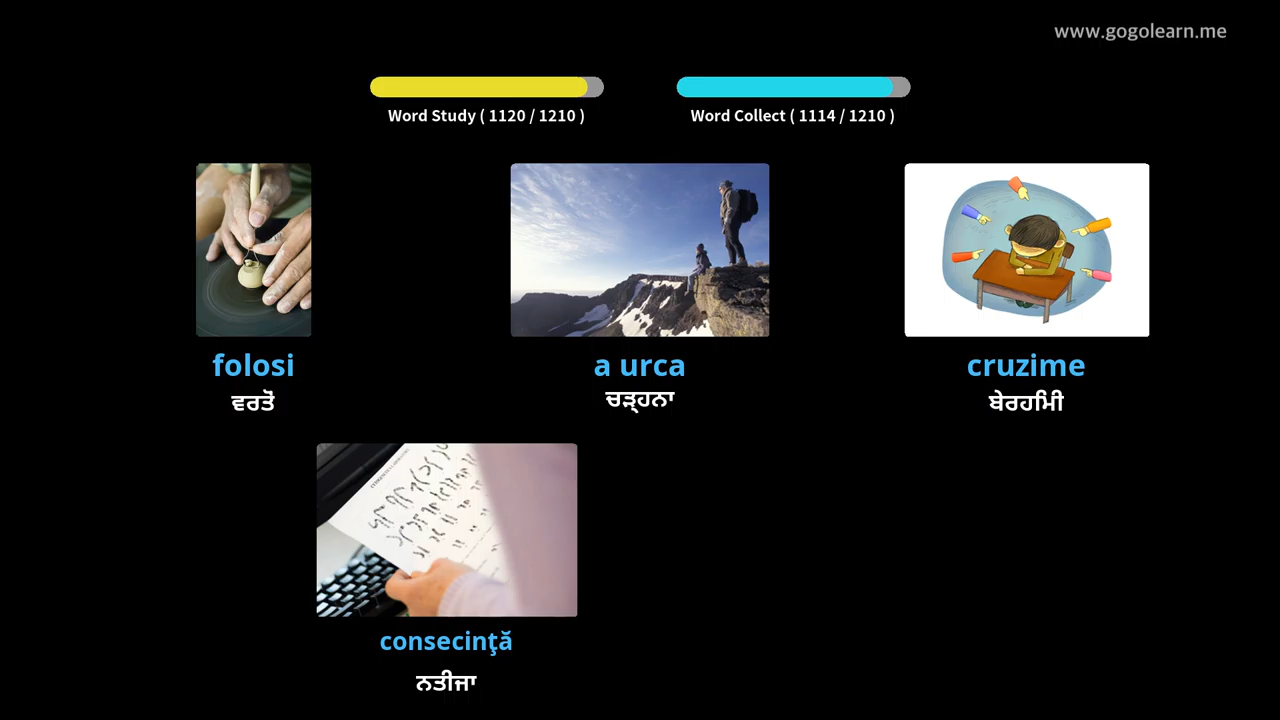 www.gogolearn.me
Word Study ( 1120 / 1210 )
Word Collect ( 1114 / 1210 )
folosi
a urca
cruzime
ਵਰਤੋਂ
ਚੜ੍ਹਨਾ
ਬੇਰਹਿਮੀ
consecinţă
ਨਤੀਜਾ